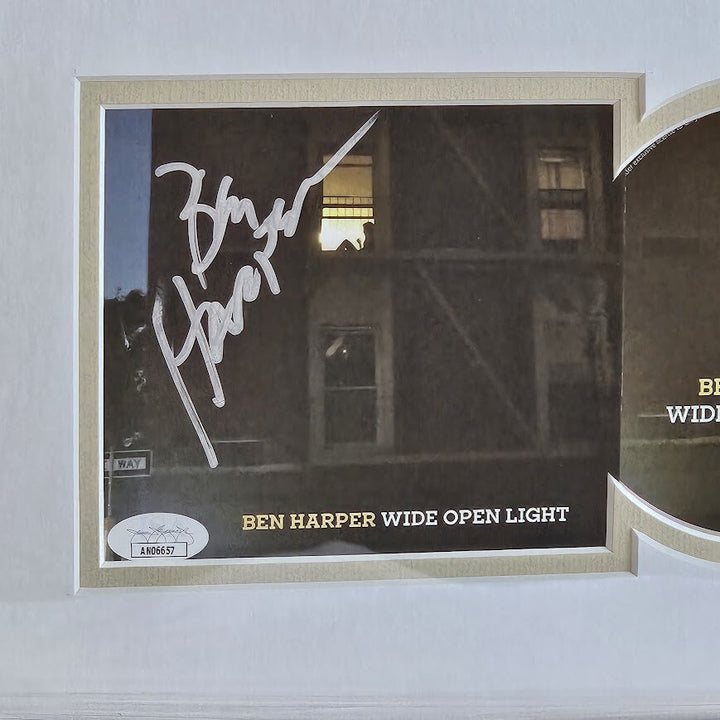 Ben
Harper
WAY
BEN HARPER WIDE OPEN LIGHT
AN06657
BE
WIDE